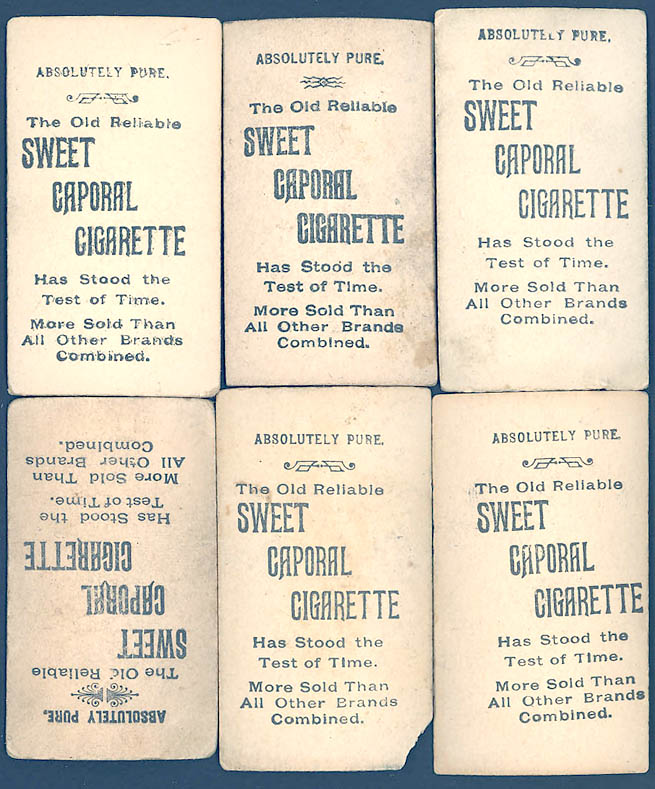 ABSOLUTELY PURE.
The Old Reliable
SWEET
CAPORAL
CIGARETTE
Has Stood the
Test of Time.
More Sold Than
All Other Brands
Combined.
ABSOLUTELY PURE.
The Old Reliable
SWEET
CAPORAL
CIGARETTE
Has Stood the
Test of Time.
More Sold Than
All Other Brands
Combined.
ABSOLUTELY PURE.
The Old Reliable
SWEET
CAPORAL
CIGARETTE
Has Stood the
Test of Time.
More Sold Than
All Other Brands
Combined.
ABSOLUTELY PURE.
The Old Reliable
SWEET
CAPORAL
CIGARETTE
Has Stood the
Test of Time.
More Sold Than
All Other Brands
Combined.
ABSOLUTELY PURE.
The Old Reliable
SWEET
CAPORAL
CIGARETTE
Has Stood the
Test of Time.
More Sold Than
All Other Brands
Combined.
ABSOLUTELY PURE.
The Old Reliable
SWEET
CAPORAL
CIGARETTE
Has Stood the
Test of Time.
More Sold Than
All Other Brands
Combined.